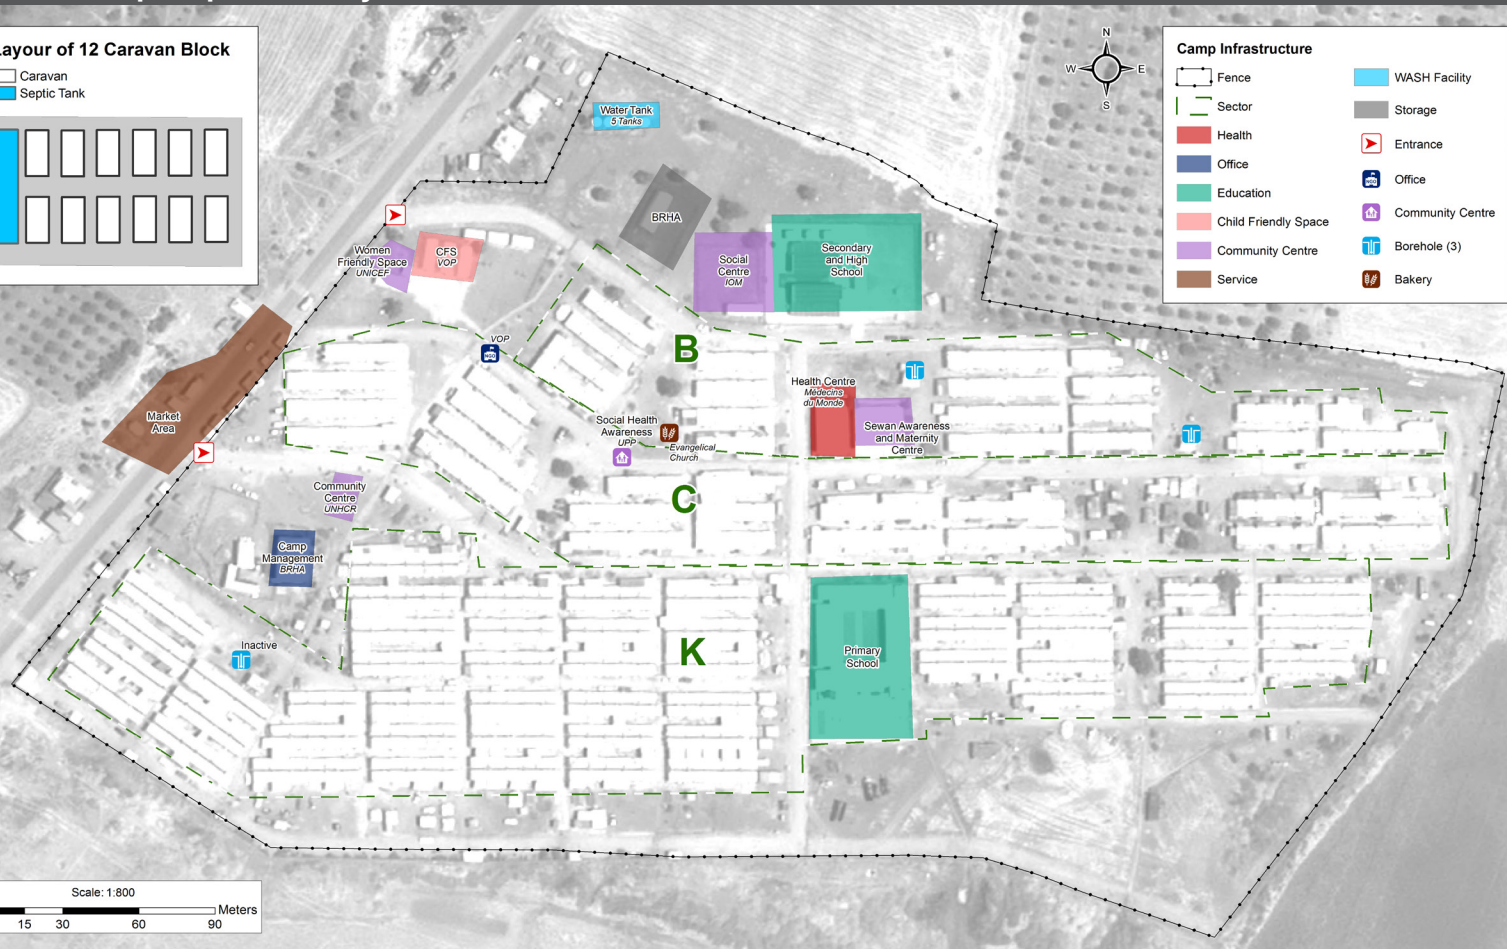 Layour of 12 Caravan Block
Caravan
Septic Tank
N
W
E
S
Camp Infrastructure
Fence
Sector
Health
Office
Education
Child Friendly Space
Community Centre
Service
WASH Facility
Storage
Entrance
Office
Community Centre
Borehole (3)
Bakery
Water Tank
5 Tanks
BRHA
Women
Friendly Space
UNICEF
CFS
VOP
Social
Centre
IOM
Secondary
and High
School
VOP
B
Health Centre
Médecins
du Monde
Sewan Awareness
and Maternity
Centre
Social Health
Awareness
UPP
Evangelical
Church
Market
Area
C
Community
Centre
UNHCR
Camp
Management
BRHA
Inactive
K
Primary
School
Scale: 1:800
Meters
15 30 60 90